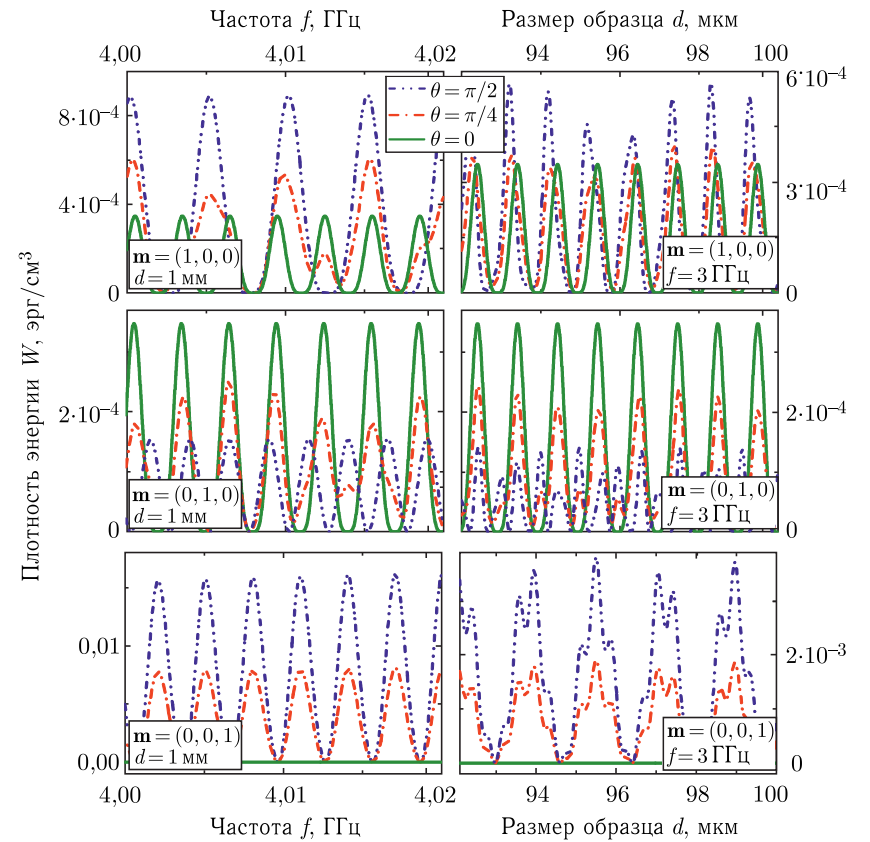 Частота f, ГГц
Размер образца d, мкм
4,00 4,01 4,02
94 96 98 100
Плотность энергии W, эрг/см³
8·10⁻⁴
4·10⁻⁴
0
θ = π/2
θ = π/4
θ = 0
m = (1, 0, 0)
d = 1 мм
6·10⁻⁴
3·10⁻⁴
0
m = (1, 0, 0)
f = 3 ГГц
2·10⁻⁴
0
m = (0, 1, 0)
d = 1 мм
2·10⁻⁴
0
m = (0, 1, 0)
f = 3 ГГц
0,01
0,00
m = (0, 0, 1)
d = 1 мм
2·10⁻³
0
m = (0, 0, 1)
f = 3 ГГц
4,00 4,01 4,02
94 96 98 100
Частота f, ГГц
Размер образца d, мкм